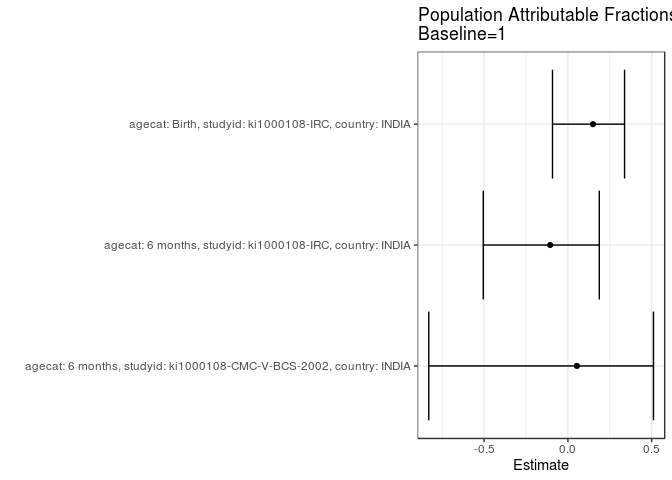 Population Attributable Fractions
Baseline=1
agecat: Birth, studyid: ki1000108-IRC, country: INDIA
agecat: 6 months, studyid: ki1000108-IRC, country: INDIA
agecat: 6 months, studyid: ki1000108-CMC-V-BCS-2002, country: INDIA
-0.5 0.0 0.5
Estimate